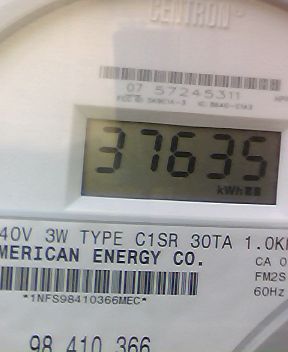 CENTRON
07 57245311
37635
kWh
40V 3W TYPE C1SR 30TA 1.0K
MERICAN ENERGY CO.
CA 0
FM2S
*1NFS98410366MEC*
60Hz
98 410 366